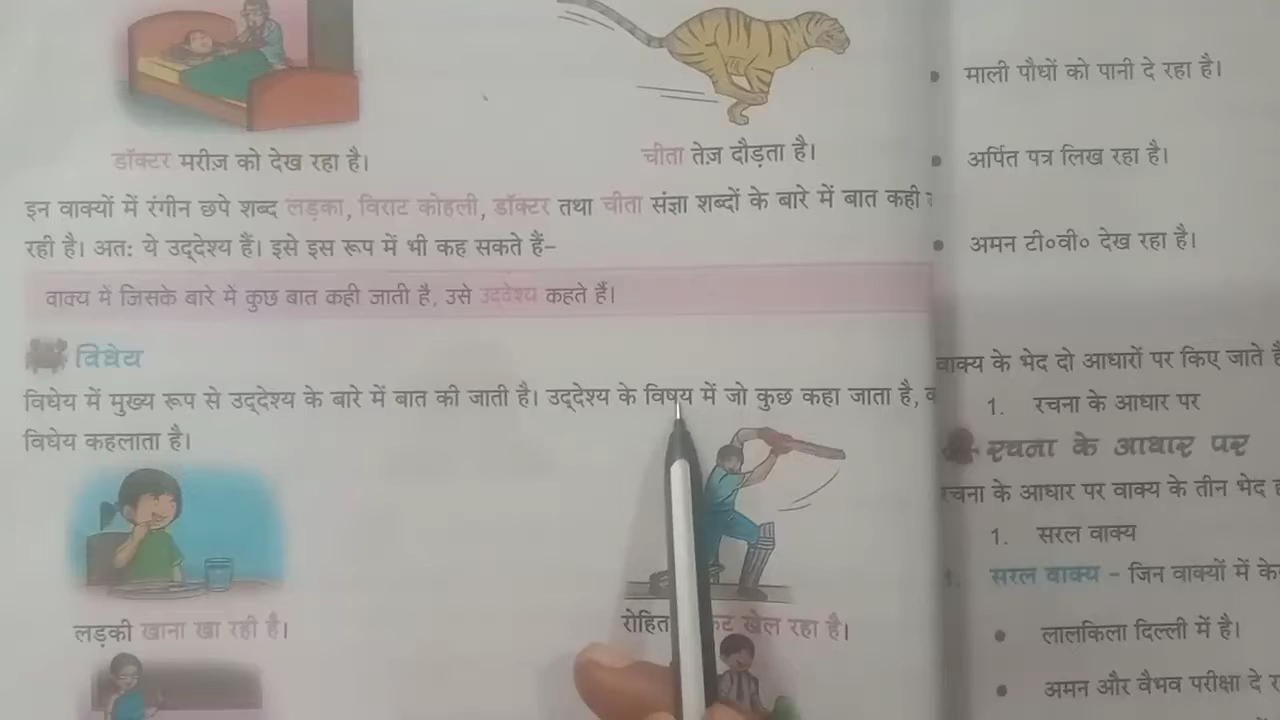 डॉक्टर मरीज़ को देख रहा है।
चीता तेज़ दौड़ता है।
इन वाक्यों में रंगीन छपे शब्द लड़का, विराट कोहली, डॉक्टर तथा चीता संज्ञा शब्दों के बारे में बात कही
रही है। अतः ये उद्देश्य हैं। इसे इस रूप में भी कह सकते हैं–
वाक्य में जिसके बारे में कुछ बात कही जाती है, उसे उद्देश्य कहते हैं।
विधेय
विधेय में मुख्य रूप से उद्देश्य के बारे में बात की जाती है। उद्देश्य के विषय में जो कुछ कहा जाता है,
विधेय कहलाता है।
लड़की खाना खा रही है।
रोहित खेल रहा है।
• माली पौधों को पानी दे रहा है।
• अर्पित पत्र लिख रहा है।
• अमन टी०वी० देख रहा है।
वाक्य के भेद दो आधारों पर किए जाते
1. रचना के आधार पर
रचना के आधार पर
रचना के आधार पर वाक्य के तीन भेद
1. सरल वाक्य
1. सरल वाक्य – जिन वाक्यों में
• लालकिला दिल्ली में है।
• अमन और वैभव परीक्षा दे